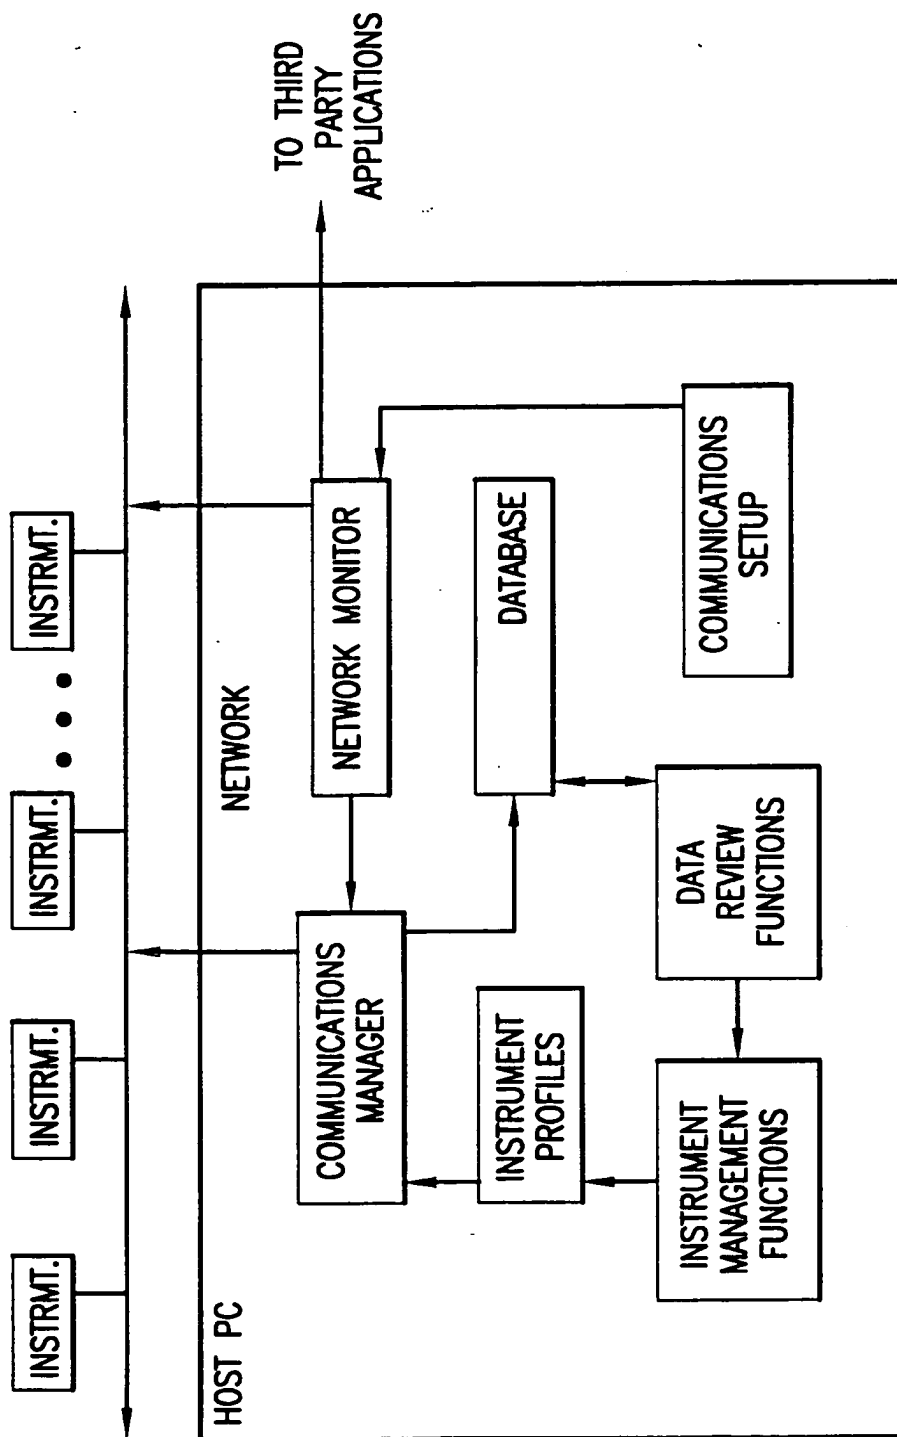 INSTRMT.
INSTRMT.
INSTRMT.
INSTRMT.
HOST PC
NETWORK
TO THIRD
PARTY
APPLICATIONS
COMMUNICATIONS
MANAGER
NETWORK MONITOR
INSTRUMENT
PROFILES
DATABASE
INSTRUMENT
MANAGEMENT
FUNCTIONS
DATA
REVIEW
FUNCTIONS
COMMUNICATIONS
SETUP